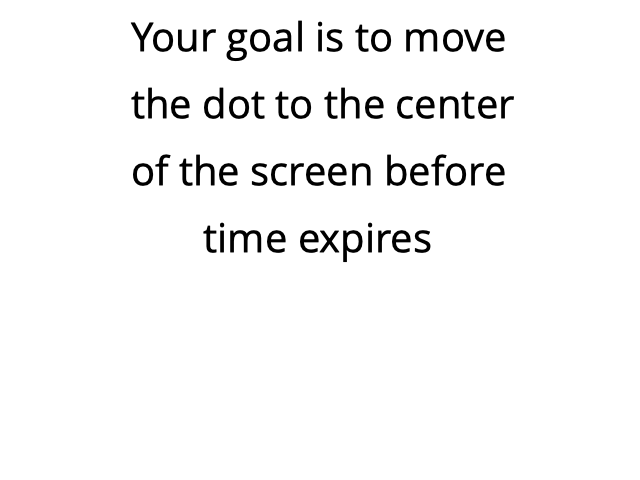 Your goal is to move
the dot to the center
of the screen before
time expires